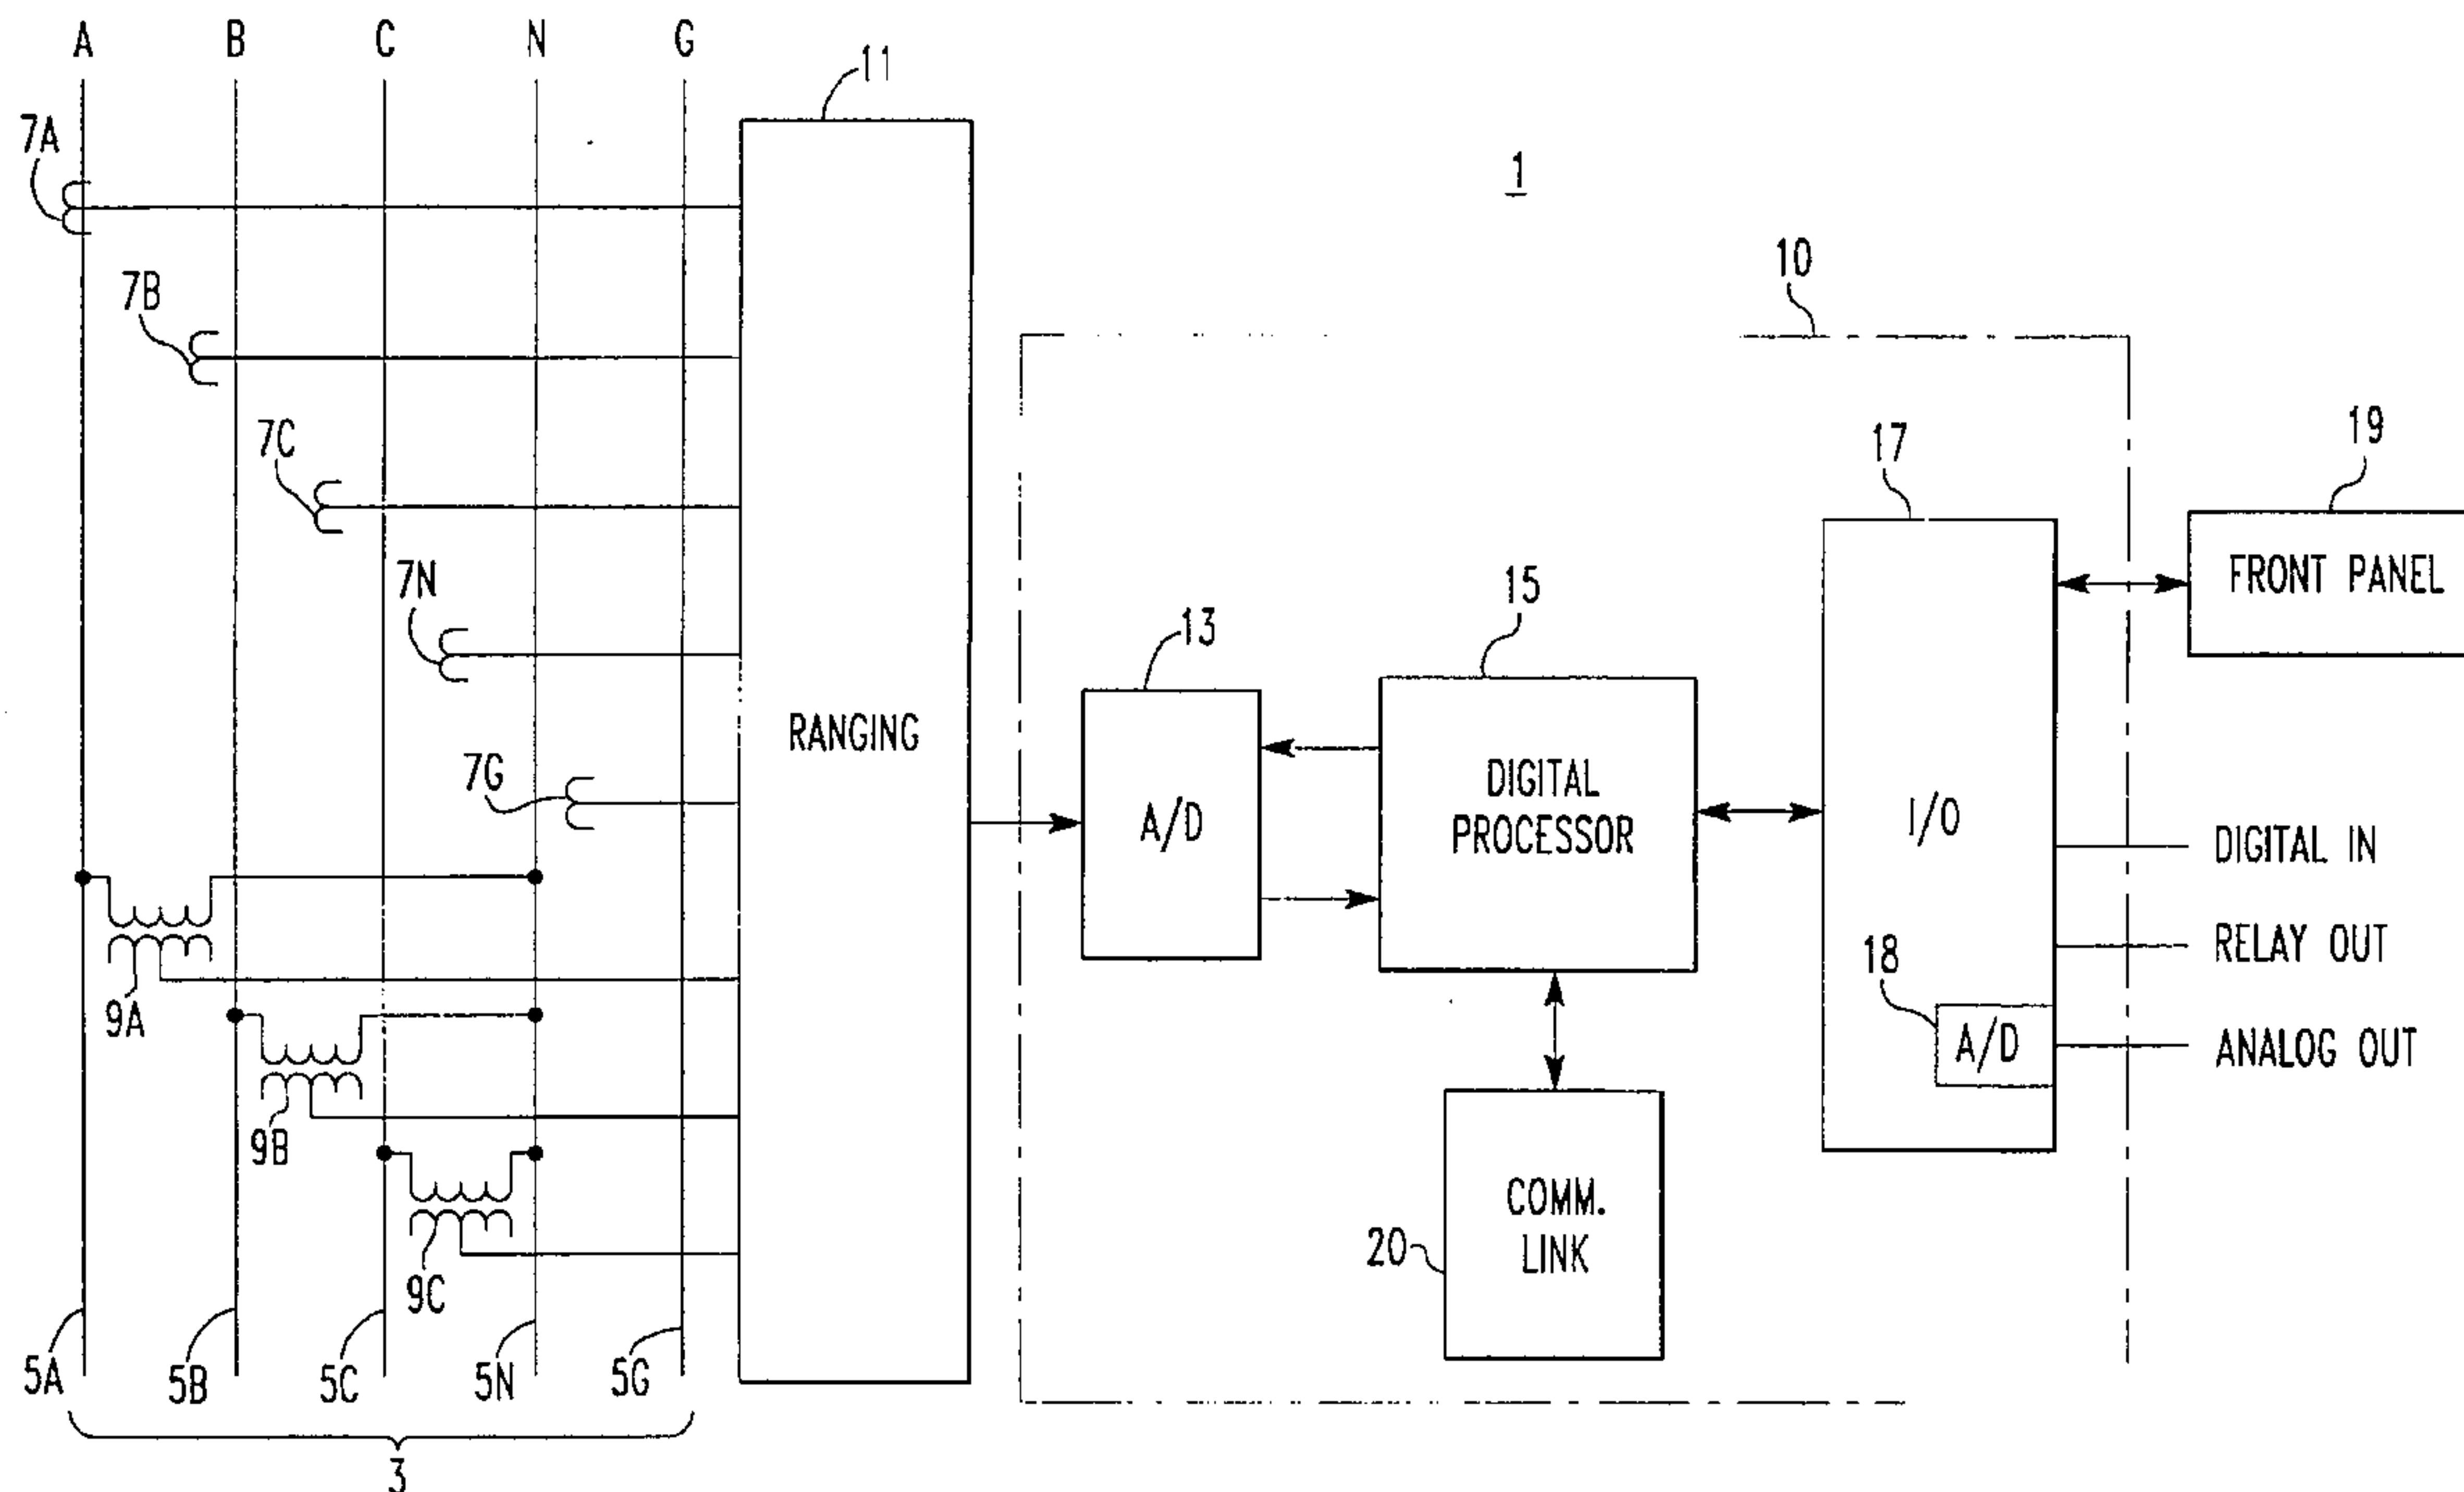 A B C N G
11
7A
1
7B
10
7C
17
19
FRONT PANEL
7N
15
13
7G
RANGING
DIGITAL
PROCESSOR
A/D
I/O
DIGITAL IN
RELAY OUT
18
A/D
ANALOG OUT
9A
9B
COMM.
LINK
20
9C
5A
5B
5C
5N
5G
3